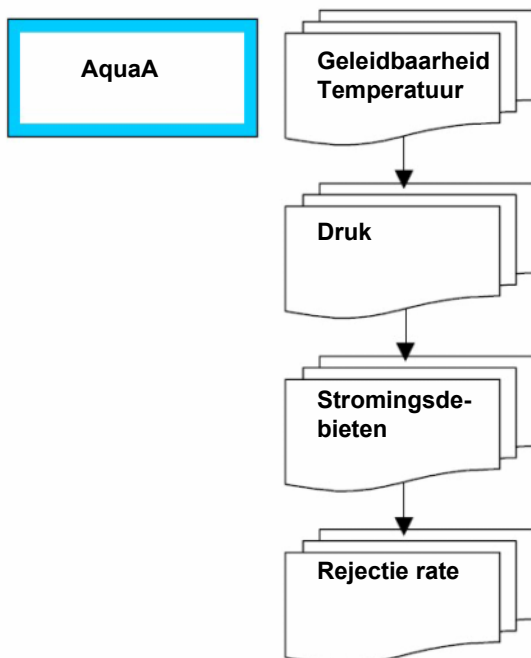 AquaA
Geleidbaarheid
Temperatuur
Druk
Stromingsde-
bieten
Rejectie rate